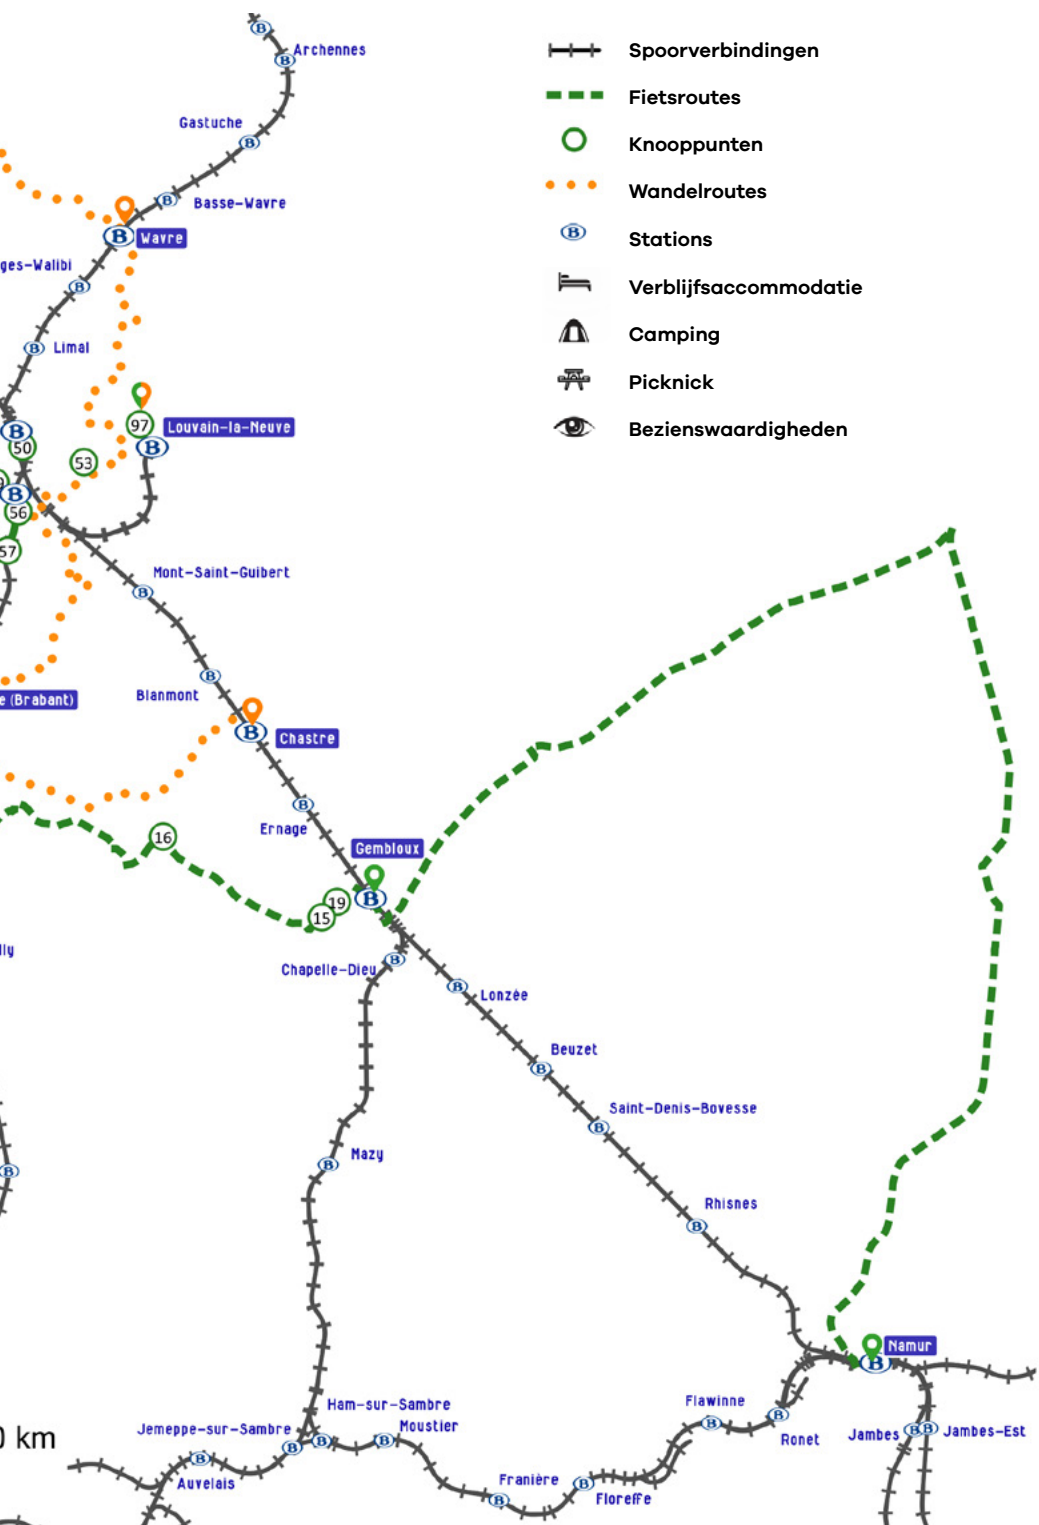 Archennes
Gastuche
Basse-Wavre
Wavre
ges-Walibi
Limal
97
Louvain-la-Neuve
50
53
56
57
Mont-Saint-Guibert
Blanmont
e (Brabant)
Chastre
Ernage
16
Gembloux
19
15
lly
Chapelle-Dieu
Lonzée
Beuzet
Saint-Denis-Bovesse
Mazy
Rhisnes
Namur
Ham-sur-Sambre
Jemeppe-sur-Sambre
Moustier
Flawinne
Ronet
Jambes
Jambes-Est
0 km
Auvelais
Franière
Floreffe
Spoorverbindingen
Fietsroutes
Knooppunten
Wandelroutes
B Stations
Verblijfsaccommodatie
Camping
Picknick
Bezienswaardigheden